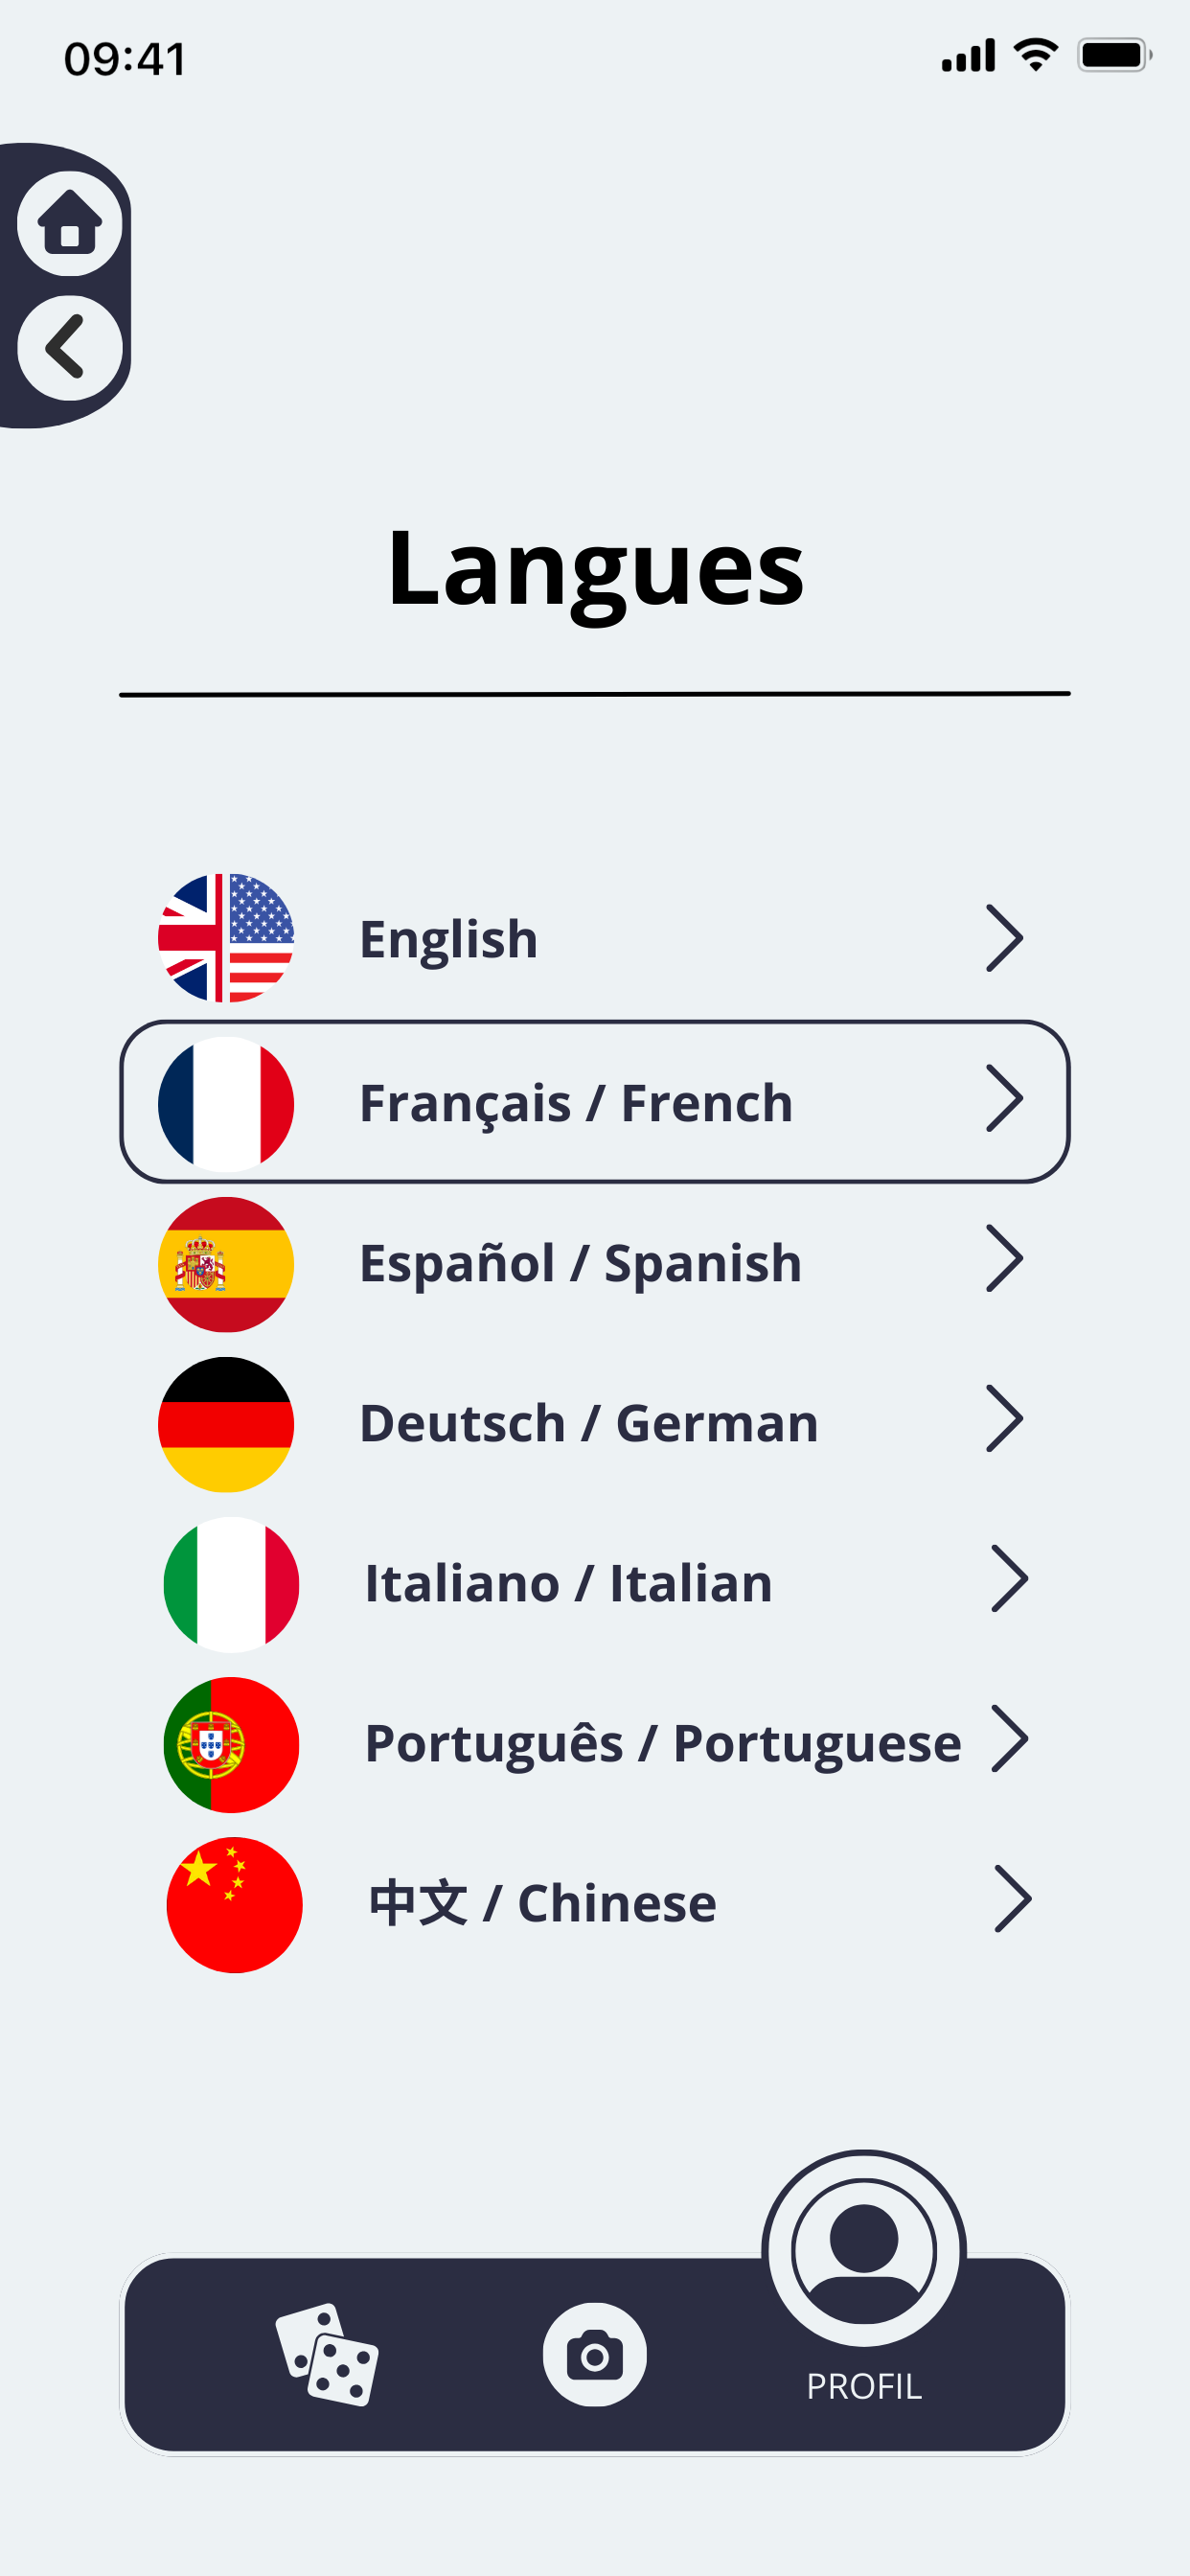 09:41
Langues
English
Français / French
Español / Spanish
Deutsch / German
Italiano / Italian
Português / Portuguese
中文 / Chinese
PROFIL